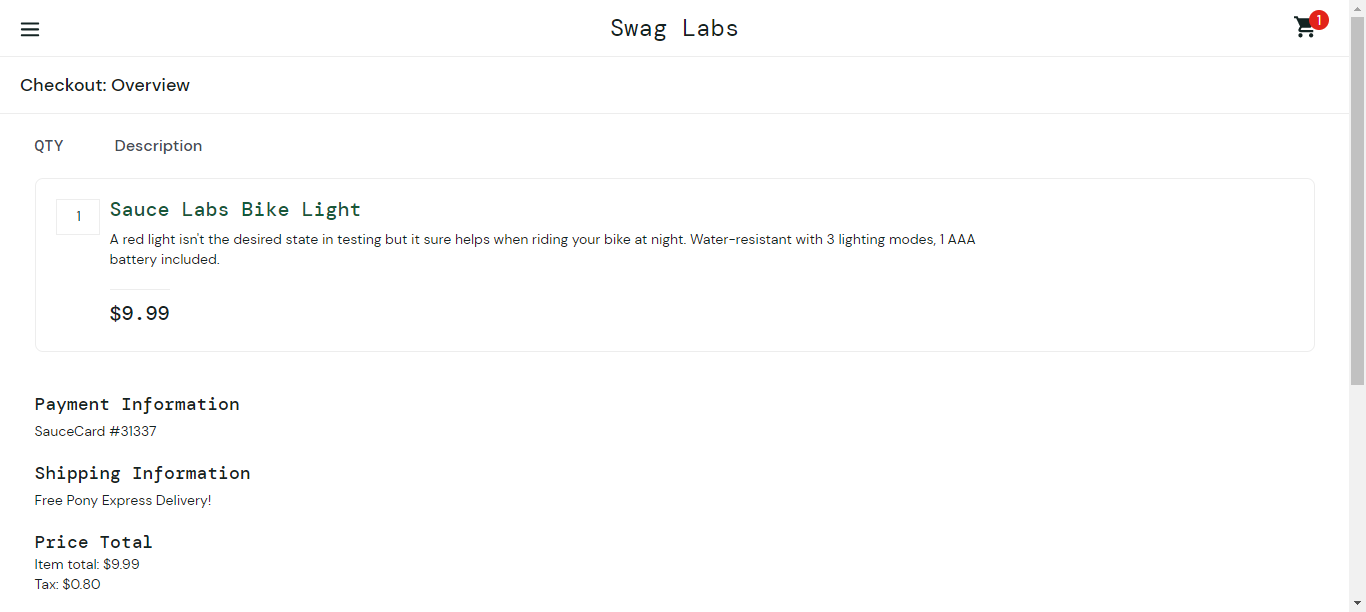 Swag Labs
1
Checkout: Overview
QTY Description
1
Sauce Labs Bike Light
A red light isn't the desired state in testing but it sure helps when riding your bike at night. Water-resistant with 3 lighting modes, 1 AAA
battery included.
$9.99
Payment Information
SauceCard #31337
Shipping Information
Free Pony Express Delivery!
Price Total
Item total: $9.99
Tax: $0.80